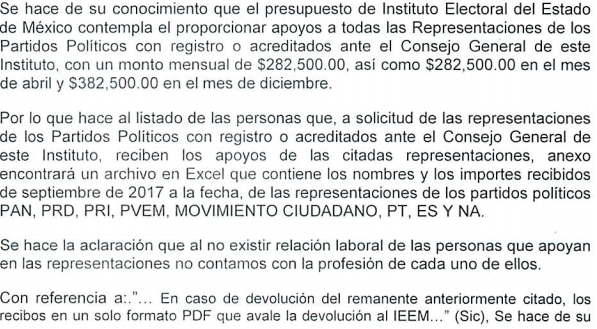 Se hace de su conocimiento que el presupuesto de Instituto Electoral del Estado
de México contempla el proporcionar apoyos a todas las Representaciones de los
Partidos Políticos con registro o acreditados ante el Consejo General de este
Instituto, con un monto mensual de $282,500.00, así como $282,500.00 en el mes
de abril y $382,500.00 en el mes de diciembre.
Por lo que hace al listado de las personas que, a solicitud de las representaciones
de los Partidos Políticos con registro o acreditados ante el Consejo General de
este Instituto, reciben los apoyos de las citadas representaciones, anexo
encontrará un archivo en Excel que contiene los nombres y los importes recibidos
de septiembre de 2017 a la fecha, de las representaciones de los partidos políticos
PAN, PRD, PRI, PVEM, MOVIMIENTO CIUDADANO, PT, ES Y NA.
Se hace la aclaración que al no existir relación laboral de las personas que apoyan
en las representaciones no contamos con la profesión de cada uno de ellos.
Con referencia a:.”... En caso de devolución del remanente anteriormente citado, los
recibos en un solo formato PDF que avale la devolución al IEEM...” (Sic), Se hace de su